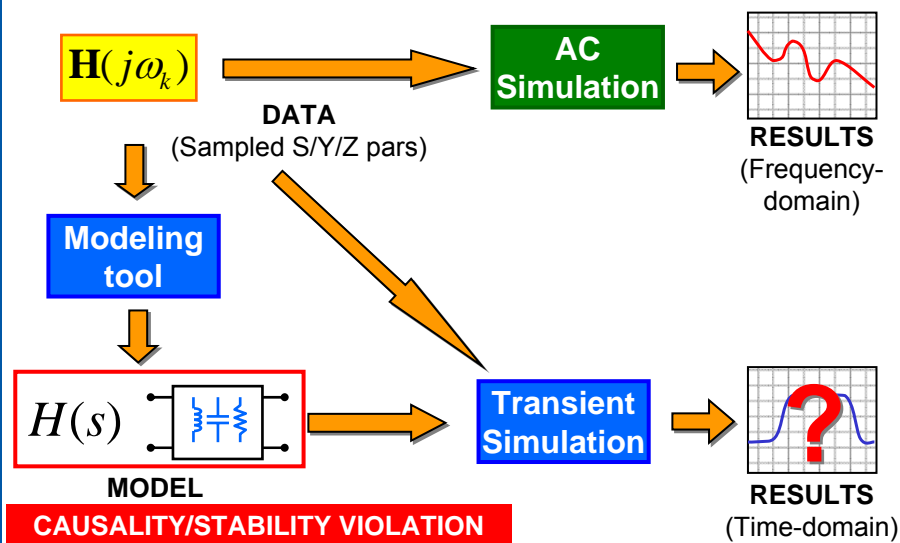 H(jω_k)
AC
Simulation
DATA
(Sampled S/Y/Z pars)
RESULTS
(Frequency-
domain)
Modeling
tool
H(s)
Transient
Simulation
?
MODEL
RESULTS
(Time-domain)
CAUSALITY/STABILITY VIOLATION